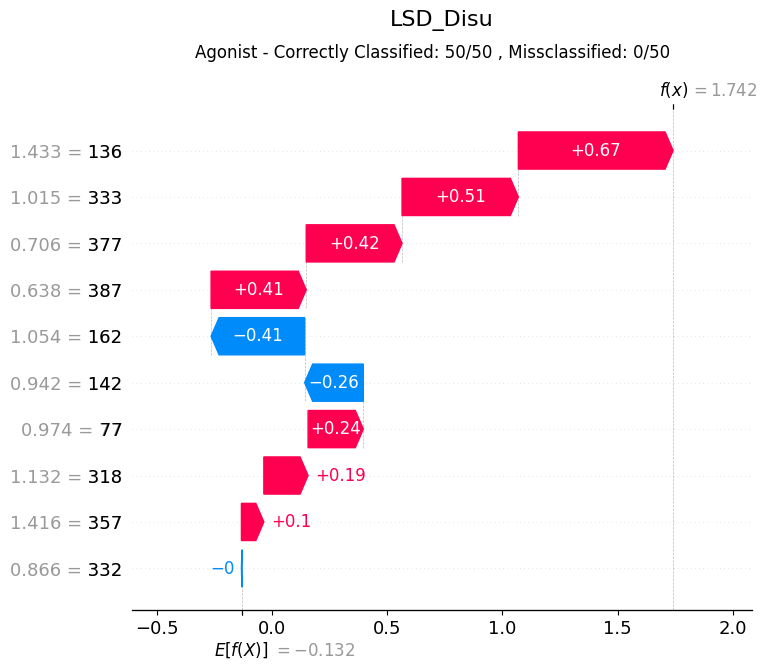 LSD_Disu
Agonist - Correctly Classified: 50/50 , Missclassified: 0/50
f(x) = 1.742
1.433 = 136 +0.67
1.015 = 333 +0.51
0.706 = 377 +0.42
0.638 = 387 +0.41
1.054 = 162 −0.41
0.942 = 142 −0.26
0.974 = 77 +0.24
1.132 = 318 +0.19
1.416 = 357 +0.1
0.866 = 332 −0
−0.5 0.0 0.5 1.0 1.5 2.0
E[f(X)] = −0.132